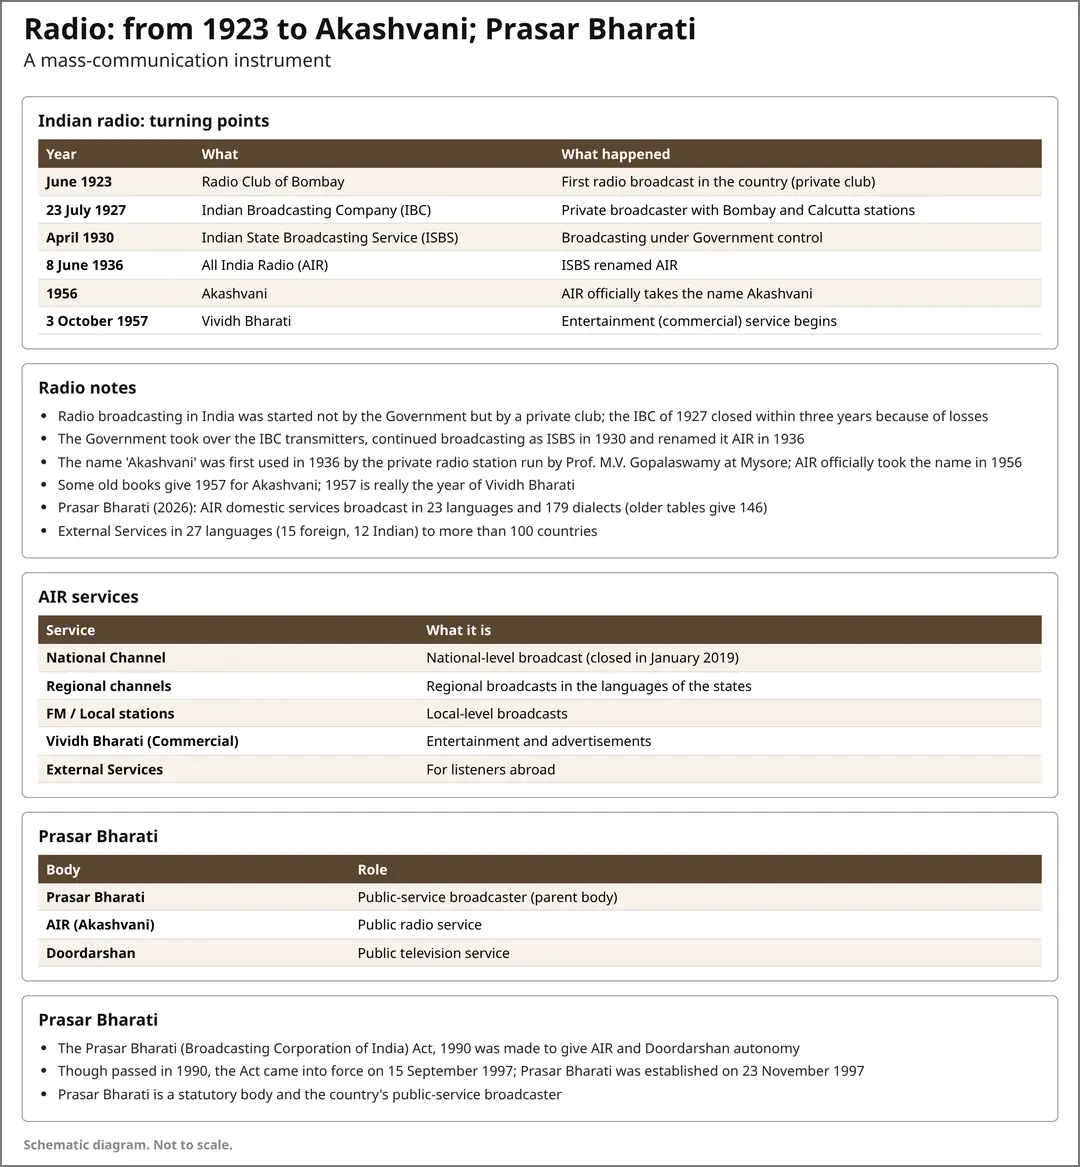 Radio: from 1923 to Akashvani; Prasar Bharati
A mass-communication instrument
Indian radio: turning points
Year What What happened
June 1923 Radio Club of Bombay First radio broadcast in the country (private club)
23 July 1927 Indian Broadcasting Company (IBC) Private broadcaster with Bombay and Calcutta stations
April 1930 Indian State Broadcasting Service (ISBS) Broadcasting under Government control
8 June 1936 All India Radio (AIR) ISBS renamed AIR
1956 Akashvani AIR officially takes the name Akashvani
3 October 1957 Vividh Bharati Entertainment (commercial) service begins
Radio notes
• Radio broadcasting in India was started not by the Government but by a private club; the IBC of 1927 closed within three years because of losses
• The Government took over the IBC transmitters, continued broadcasting as ISBS in 1930 and renamed it AIR in 1936
• The name 'Akashvani' was first used in 1936 by the private radio station run by Prof. M.V. Gopalaswamy at Mysore; AIR officially took the name in 1956
• Some old books give 1957 for Akashvani; 1957 is really the year of Vividh Bharati
• Prasar Bharati (2026): AIR domestic services broadcast in 23 languages and 179 dialects (older tables give 146)
• External Services in 27 languages (15 foreign, 12 Indian) to more than 100 countries
AIR services
Service What it is
National Channel National-level broadcast (closed in January 2019)
Regional channels Regional broadcasts in the languages of the states
FM / Local stations Local-level broadcasts
Vividh Bharati (Commercial) Entertainment and advertisements
External Services For listeners abroad
Prasar Bharati
Body Role
Prasar Bharati Public-service broadcaster (parent body)
AIR (Akashvani) Public radio service
Doordarshan Public television service
Prasar Bharati
• The Prasar Bharati (Broadcasting Corporation of India) Act, 1990 was made to give AIR and Doordarshan autonomy
• Though passed in 1990, the Act came into force on 15 September 1997; Prasar Bharati was established on 23 November 1997
• Prasar Bharati is a statutory body and the country's public-service broadcaster
Schematic diagram. Not to scale.